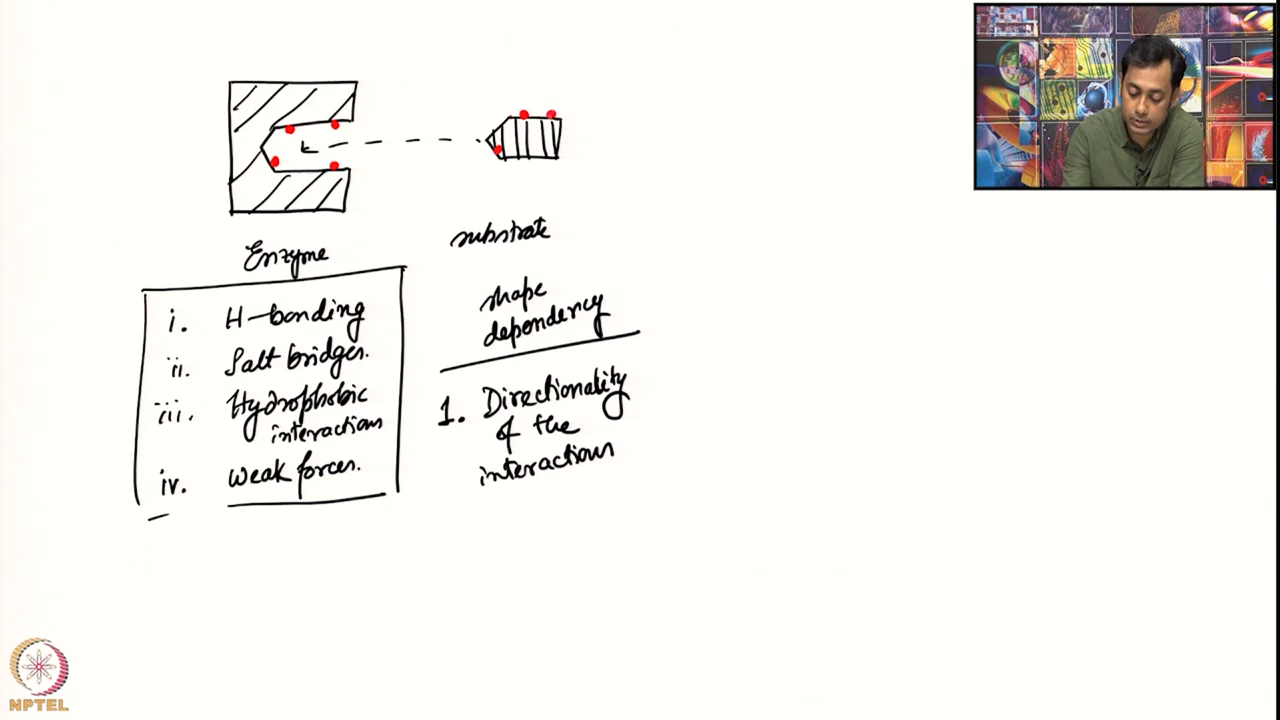 Enzyme
substrate
i. H-bonding
ii. Salt bridges.
iii. Hydrophobic
interactions
iv. weak forces.
shape
dependency
1. Directionality
of the
interactions
NPTEL